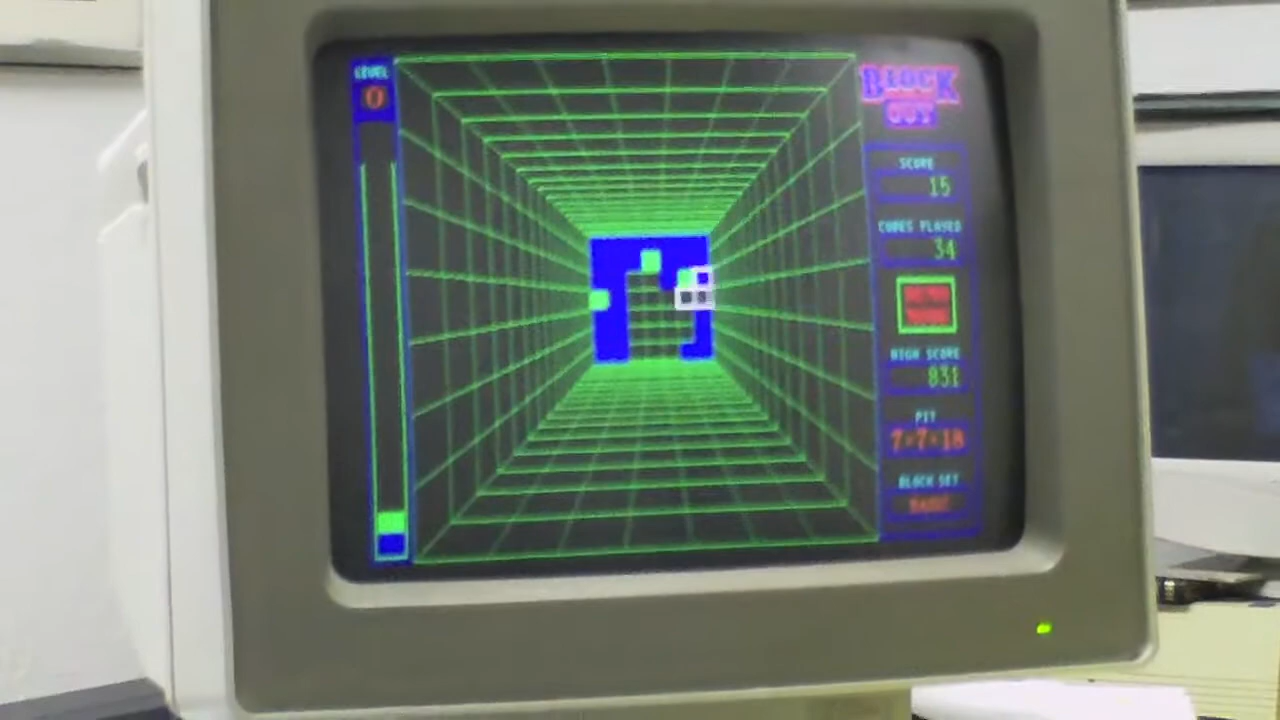 LEVEL
0
BLOCK
OUT
SCORE
15
CUBES PLAYED
34
HIGH SCORE
831
PIT
7×7×18
BLOCK SET